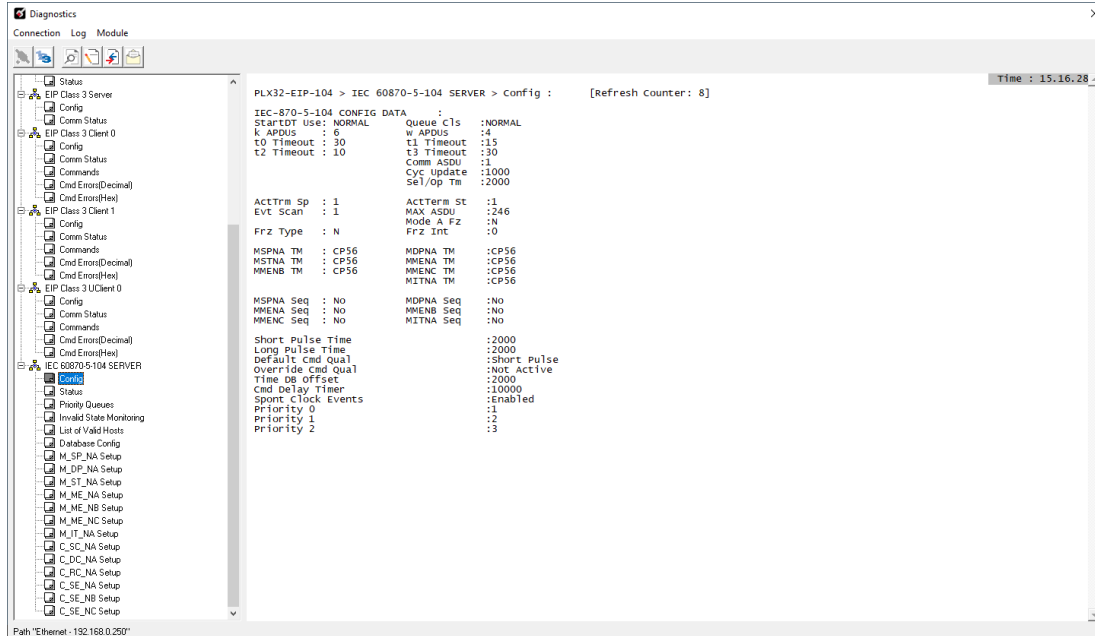 Diagnostics
Connection Log Module
Time : 15.16.28
Status
EIP Class 3 Server
Config
Comm Status
EIP Class 3 Client 0
Config
Comm Status
Commands
Cmd Errors(Decimal)
Cmd Errors(Hex)
EIP Class 3 Client 1
Config
Comm Status
Commands
Cmd Errors(Decimal)
Cmd Errors(Hex)
EIP Class 3 UClient 0
Config
Comm Status
Commands
Cmd Errors(Decimal)
Cmd Errors(Hex)
IEC 60870-5-104 SERVER
Config
Status
Priority Queues
Invalid State Monitoring
List of Valid Hosts
Database Config
M_SP_NA Setup
M_DP_NA Setup
M_ST_NA Setup
M_ME_NA Setup
M_ME_NB Setup
M_ME_NC Setup
M_IT_NA Setup
C_SC_NA Setup
C_DC_NA Setup
C_RC_NA Setup
C_SE_NA Setup
C_SE_NB Setup
C_SE_NC Setup
PLX32-EIP-104 > IEC 60870-5-104 SERVER > Config : [Refresh Counter: 8]
IEC-870-5-104 CONFIG DATA :
StartDT Use: NORMAL Queue Cls :NORMAL
k APDUs : 6 w APDUs :4
t0 Timeout : 30 t1 Timeout :15
t2 Timeout : 10 t3 Timeout :30
Comm ASDU :1
Cyc Update :1000
Sel/Op Tm :2000
ActTrm Sp : 1 ActTerm St :1
Evt Scan : 1 MAX ASDU :246
Mode A Fz :N
Frz Type : N Frz Int :0
MSPNA TM : CP56 MDPNA TM :CP56
MSTNA TM : CP56 MMENA TM :CP56
MMENB TM : CP56 MMENC TM :CP56
MITNA TM :CP56
MSPNA Seq : No MDPNA Seq :No
MMENA Seq : No MMENB Seq :No
MMENC Seq : No MITNA Seq :No
Short Pulse Time :2000
Long Pulse Time :2000
Default Cmd Qual :Short Pulse
Override Cmd Qual :Not Active
Time DB Offset :2000
Cmd Delay Timer :10000
Spont Clock Events :Enabled
Priority 0 :1
Priority 1 :2
Priority 2 :3
Path "Ethernet - 192.168.0.250"